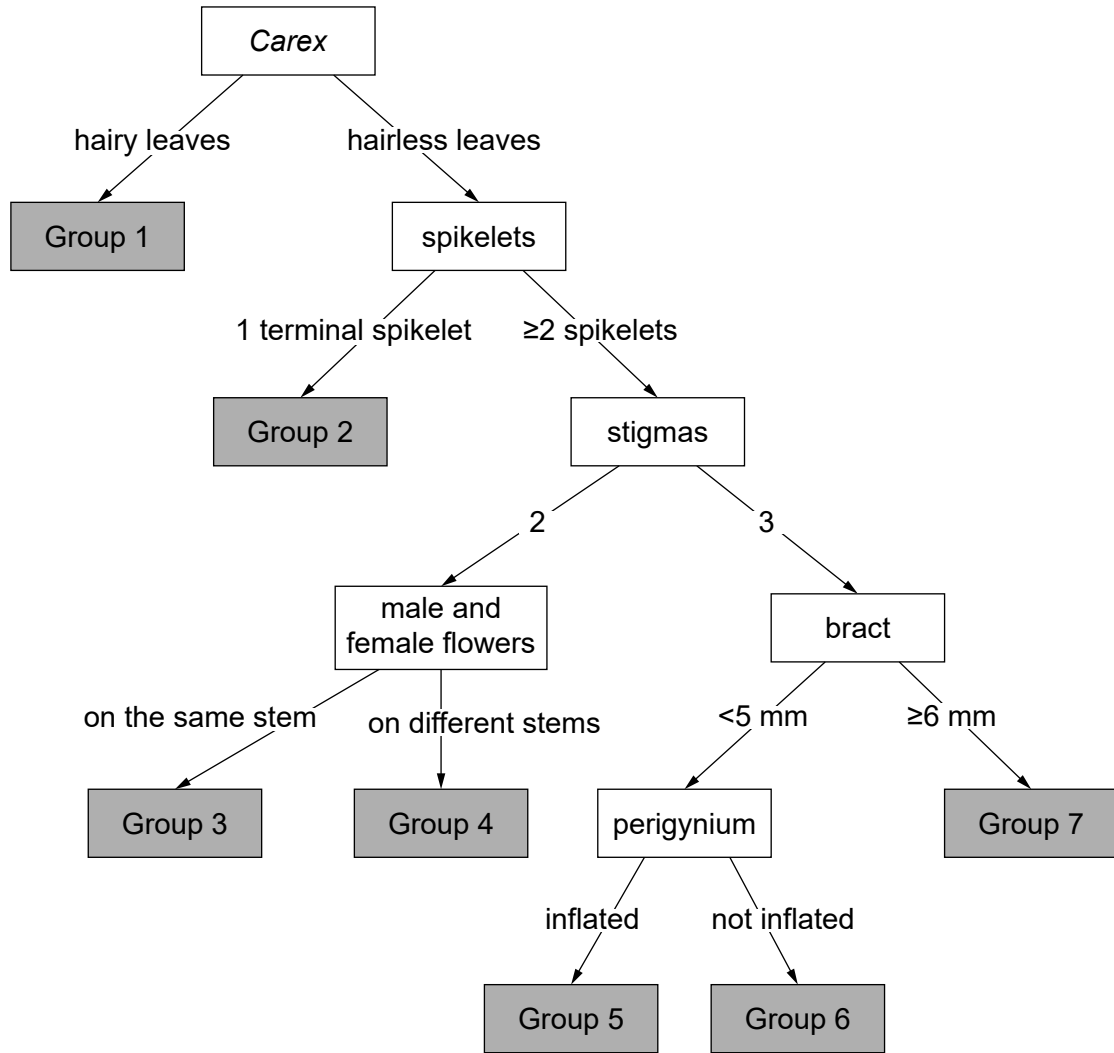 Carex
hairy leaves
hairless leaves
Group 1
spikelets
1 terminal spikelet
≥2 spikelets
Group 2
stigmas
2
3
male and
female flowers
bract
on the same stem
on different stems
<5 mm
≥6 mm
Group 3
Group 4
perigynium
Group 7
inflated
not inflated
Group 5
Group 6